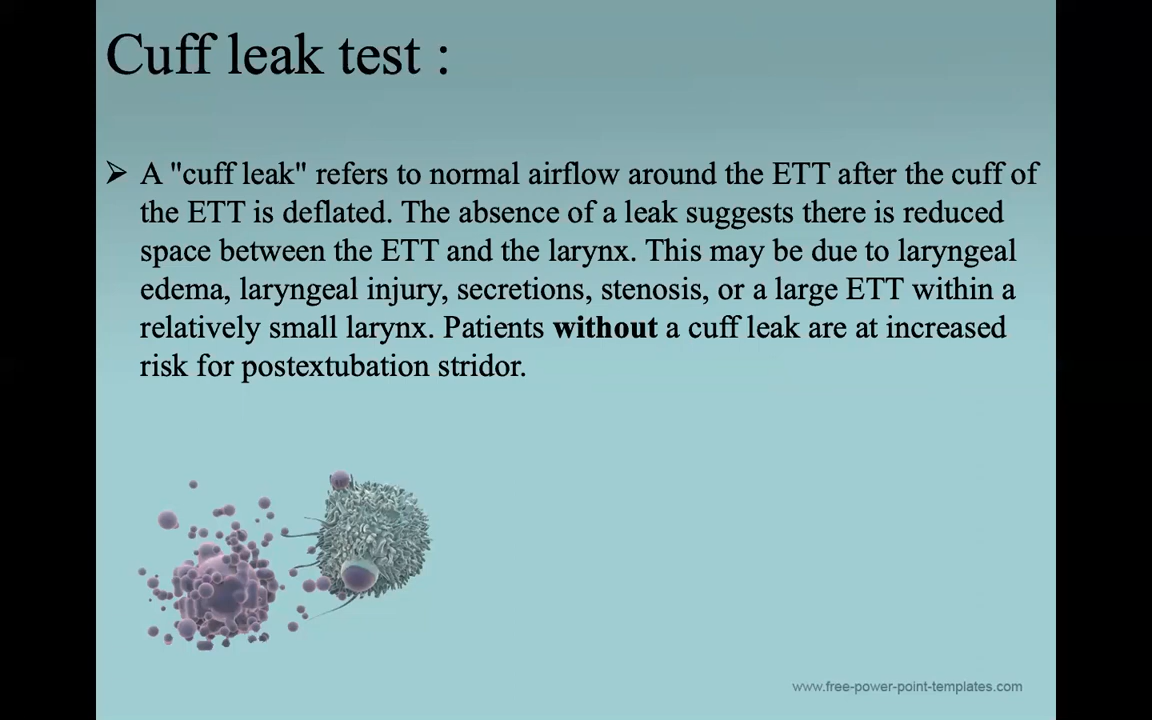 Cuff leak test :
➢ A "cuff leak" refers to normal airflow around the ETT after the cuff of
the ETT is deflated. The absence of a leak suggests there is reduced
space between the ETT and the larynx. This may be due to laryngeal
edema, laryngeal injury, secretions, stenosis, or a large ETT within a
relatively small larynx. Patients without a cuff leak are at increased
risk for postextubation stridor.
www.free-power-point-templates.com